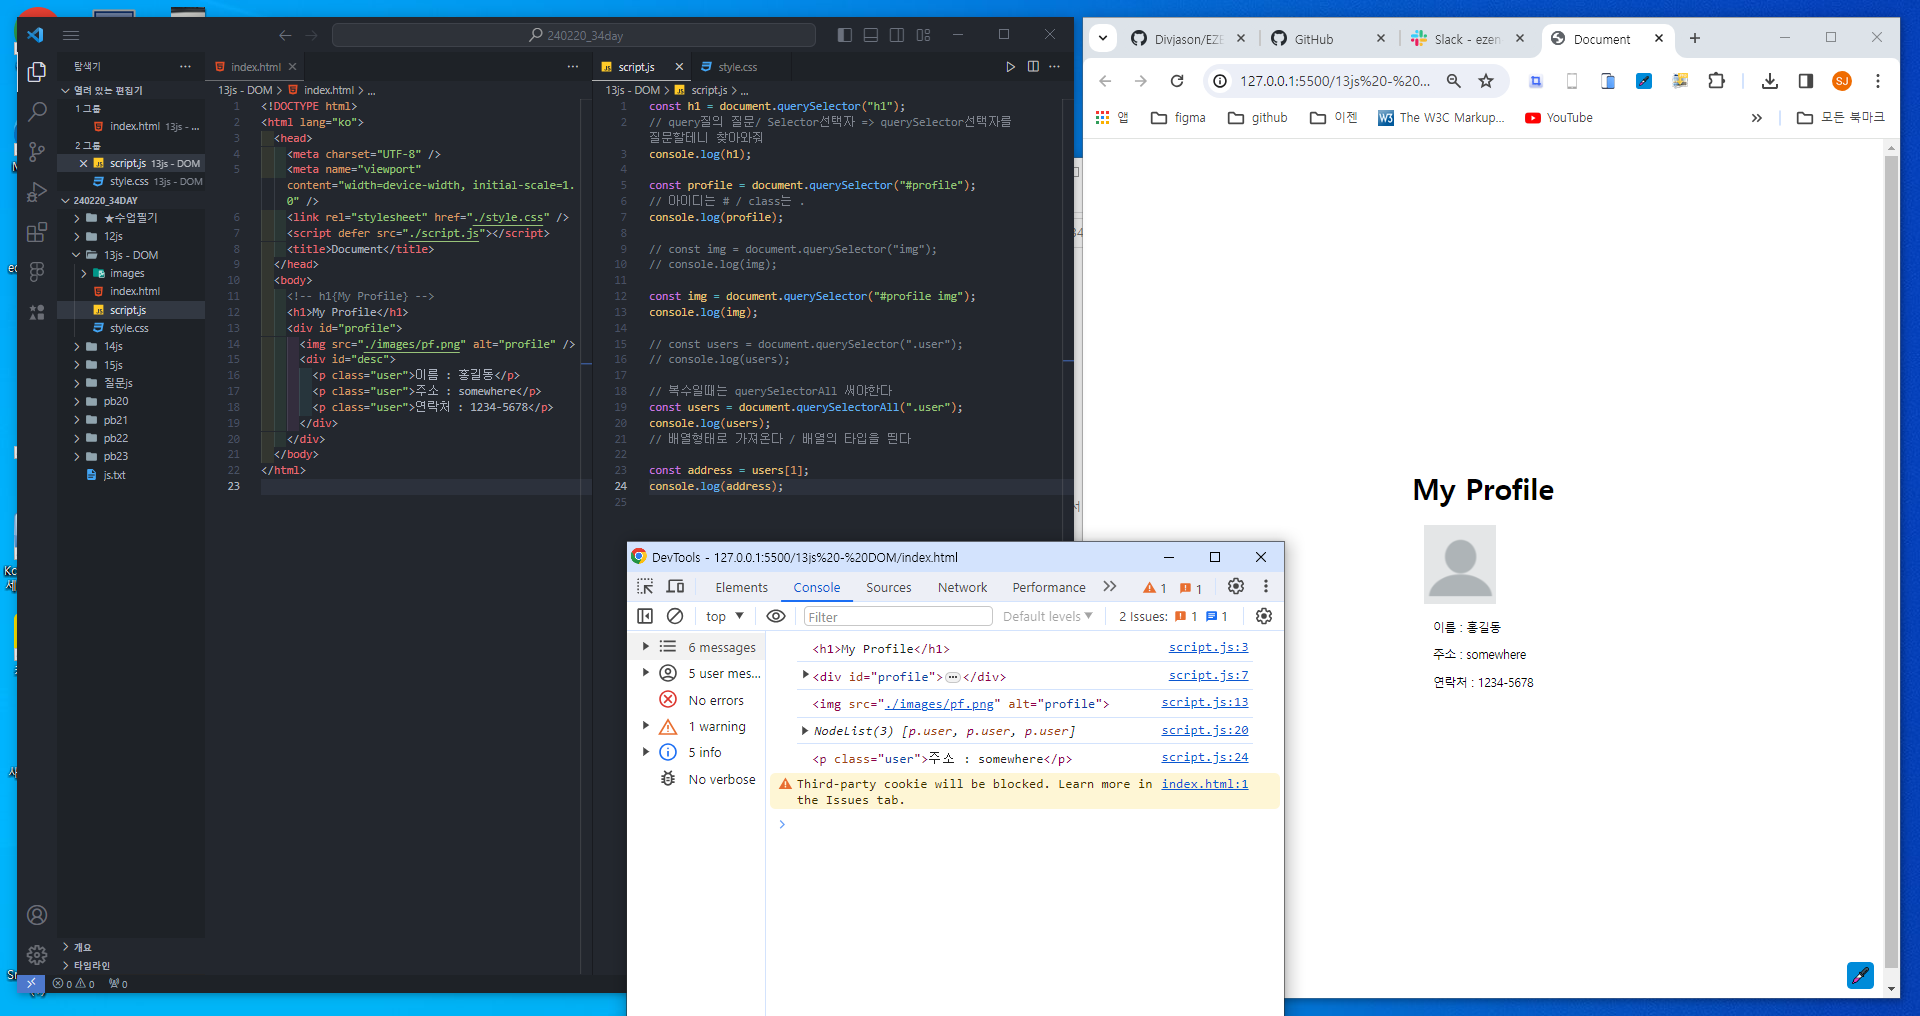 240220_34day
탐색기
열려 있는 편집기
1 그룹
index.html 13js - ...
2 그룹
script.js 13js - DOM
style.css 13js - DOM
240220_34DAY
★수업필기
12js
13js - DOM
images
index.html
script.js
style.css
14js
15js
질문js
pb20
pb21
pb22
pb23
js.txt
개요
타임라인
0 0 0
index.html
13js - DOM > index.html > ...
1 <!DOCTYPE html>
2 <html lang="ko">
3 <head>
4 <meta charset="UTF-8" />
5 <meta name="viewport"
content="width=device-width, initial-scale=1.
0" />
6 <link rel="stylesheet" href="./style.css" />
7 <script defer src="./script.js"></script>
8 <title>Document</title>
9 </head>
10 <body>
11 <!-- h1{My Profile} -->
12 <h1>My Profile</h1>
13 <div id="profile">
14 <img src="./images/pf.png" alt="profile" />
15 <div id="desc">
16 <p class="user">이름 : 홍길동</p>
17 <p class="user">주소 : somewhere</p>
18 <p class="user">연락처 : 1234-5678</p>
19 </div>
20 </div>
21 </body>
22 </html>
23
script.js style.css
13js - DOM > script.js > ...
1 const h1 = document.querySelector("h1");
2 // query질의 질문/ Selector선택자 => querySelector선택자를
질문할테니 찾아와줘
3 console.log(h1);
4
5 const profile = document.querySelector("#profile");
6 // 아이디는 # / class는 .
7 console.log(profile);
8
9 // const img = document.querySelector("img");
10 // console.log(img);
11
12 const img = document.querySelector("#profile img");
13 console.log(img);
14
15 // const users = document.querySelector(".user");
16 // console.log(users);
17
18 // 복수일때는 querySelectorAll 써야한다
19 const users = document.querySelectorAll(".user");
20 console.log(users);
21 // 배열형태로 가져온다 / 배열의 타입을 띈다
22
23 const address = users[1];
24 console.log(address);
25
DevTools - 127.0.0.1:5500/13js%20-%20DOM/index.html
Elements Console Sources Network Performance 1 1
top Filter Default levels 2 Issues: 1 1
6 messages
5 user mes...
No errors
1 warning
5 info
No verbose
<h1>My Profile</h1> script.js:3
<div id="profile">...</div> script.js:7
<img src="./images/pf.png" alt="profile"> script.js:13
NodeList(3) [p.user, p.user, p.user] script.js:20
<p class="user">주소 : somewhere</p> script.js:24
Third-party cookie will be blocked. Learn more in index.html:1
the Issues tab.
Divjason/EZE GitHub Slack - ezen Document
127.0.0.1:5500/13js%20-%20... SJ
앱 figma github 이젠 The W3C Markup... YouTube 모든 북마크
My Profile
이름 : 홍길동
주소 : somewhere
연락처 : 1234-5678